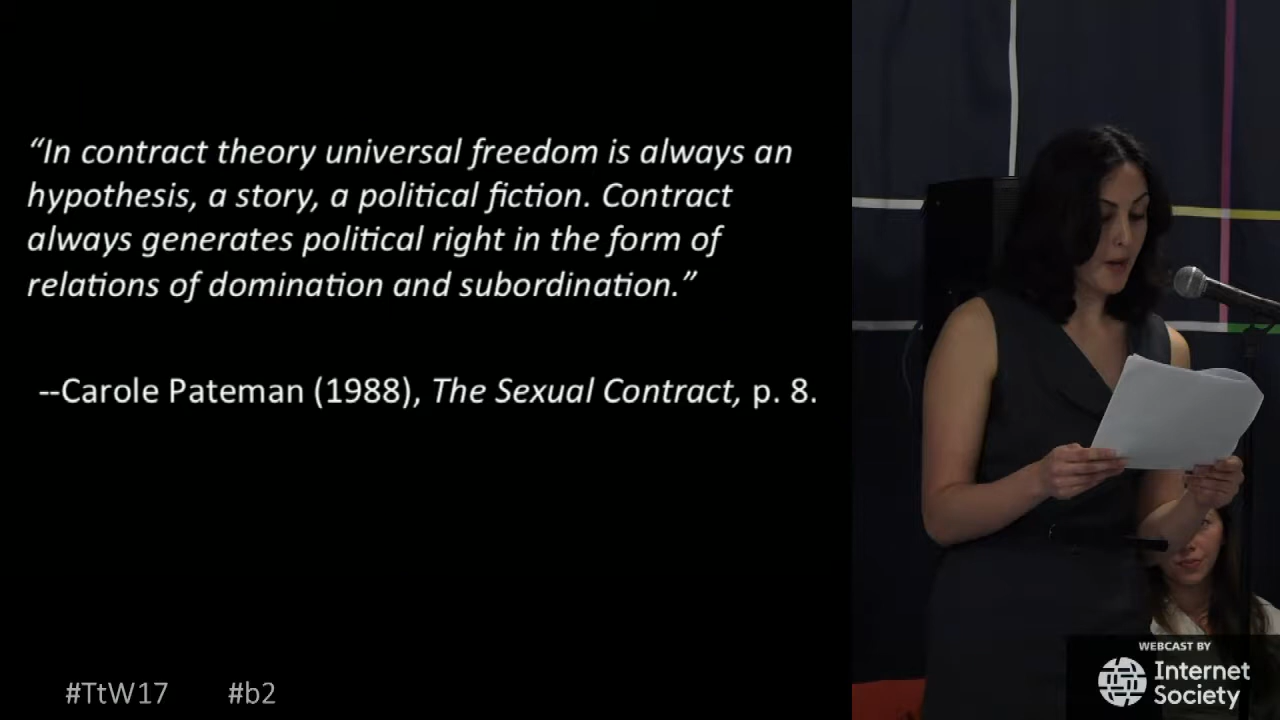 “In contract theory universal freedom is always an
hypothesis, a story, a political fiction. Contract
always generates political right in the form of
relations of domination and subordination.”
--Carole Pateman (1988), The Sexual Contract, p. 8.
#TtW17 #b2
WEBCAST BY
Internet
Society